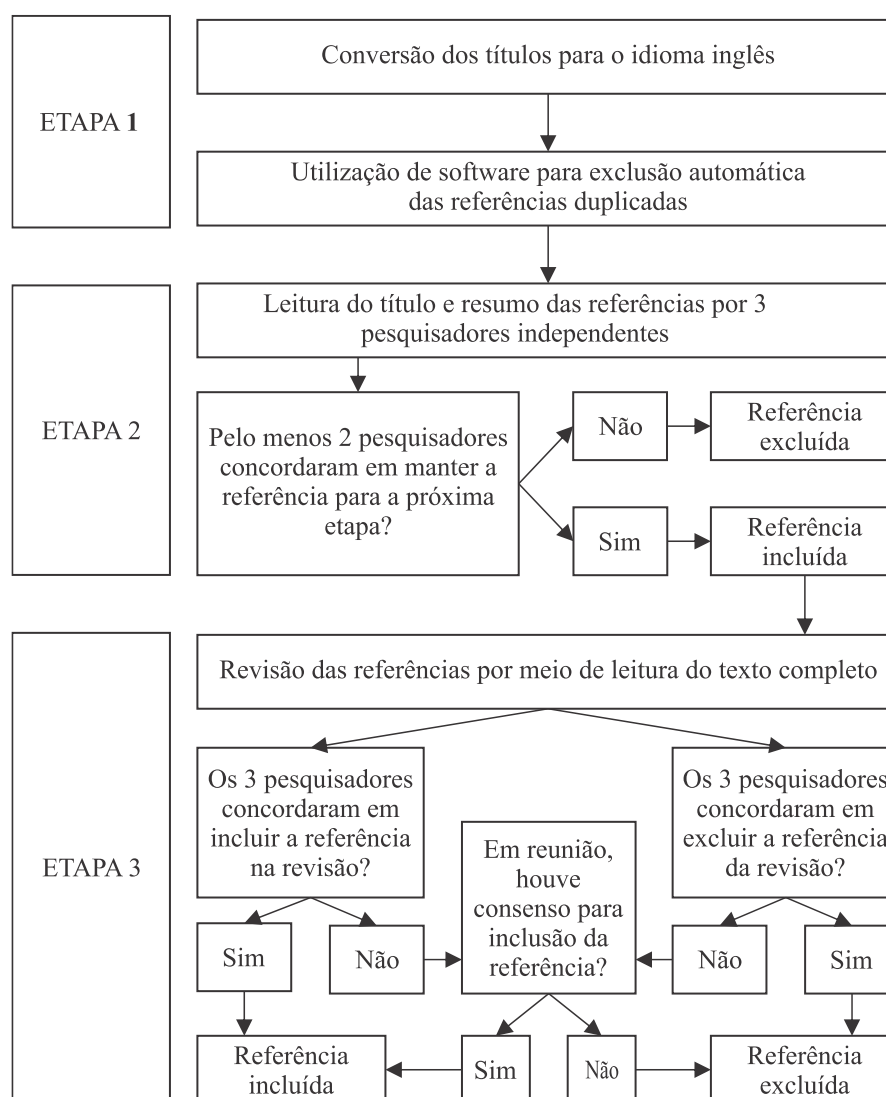 ETAPA 1
Conversão dos títulos para o idioma inglês
Utilização de software para exclusão automática
das referências duplicadas
ETAPA 2
Leitura do título e resumo das referências por 3
pesquisadores independentes
Pelo menos 2 pesquisadores
concordaram em manter a
referência para a próxima
etapa?
Não
Referência
excluída
Sim
Referência
incluída
ETAPA 3
Revisão das referências por meio de leitura do texto completo
Os 3 pesquisadores
concordaram em
incluir a referência
na revisão?
Em reunião,
houve
consenso para
inclusão da
referência?
Os 3 pesquisadores
concordaram em
excluir a referência
da revisão?
Sim
Não
Não
Sim
Referência
incluída
Sim
Não
Referência
excluída